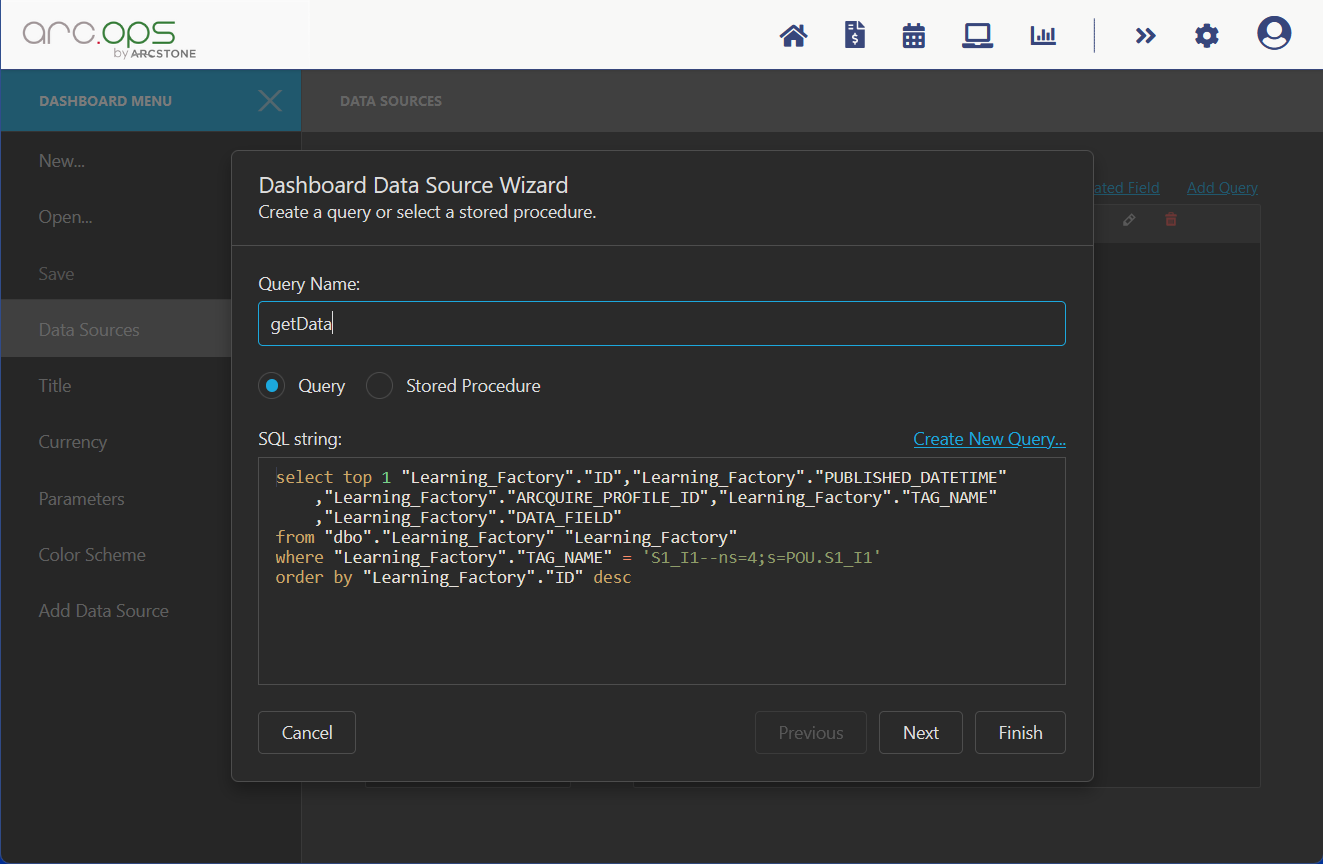 arc.ops
by ARCSTONE
DASHBOARD MENU
DATA SOURCES
New...
Open...
Save
Data Sources
Title
Currency
Parameters
Color Scheme
Add Data Source
ated Field
Add Query
Dashboard Data Source Wizard
Create a query or select a stored procedure.
Query Name:
getData
Query
Stored Procedure
SQL string:
Create New Query...
select top 1 "Learning_Factory"."ID","Learning_Factory"."PUBLISHED_DATETIME"
,"Learning_Factory"."ARCQUIRE_PROFILE_ID","Learning_Factory"."TAG_NAME"
,"Learning_Factory"."DATA_FIELD"
from "dbo"."Learning_Factory" "Learning_Factory"
where "Learning_Factory"."TAG_NAME" = 'S1_I1--ns=4;s=POU.S1_I1'
order by "Learning_Factory"."ID" desc
Cancel
Previous
Next
Finish